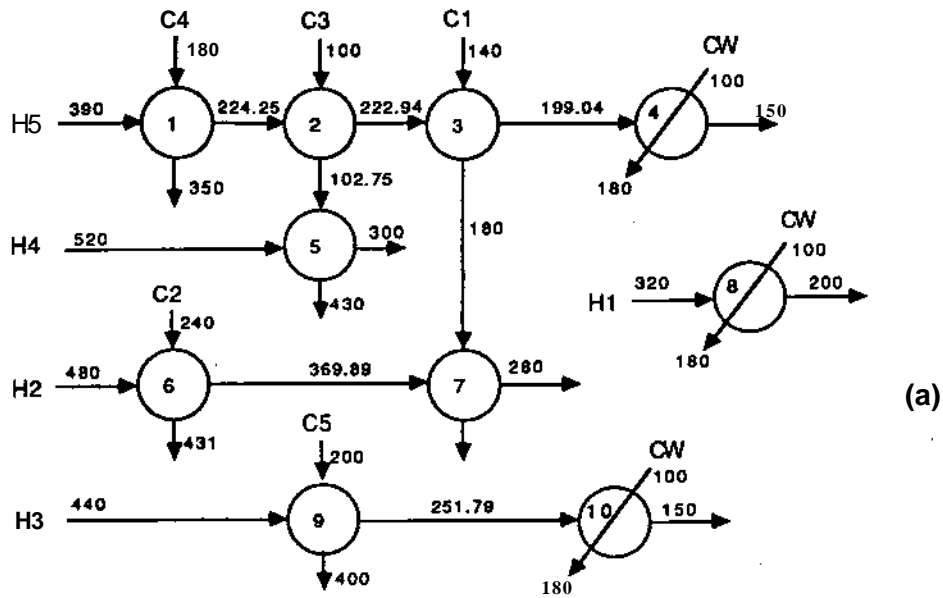 C4 C3 C1
180 100 140 CW
100
H5 390 1 224.25 2 222.94 3 199.04 4 150
350 102.75 180 180
H4 520 5 300 CW
100
430 H1 320 8 200
C2
240 180
H2 480 6 369.89 7 280
(a)
431
C5
200 CW
100
H3 440 9 251.79 10 150
400 180